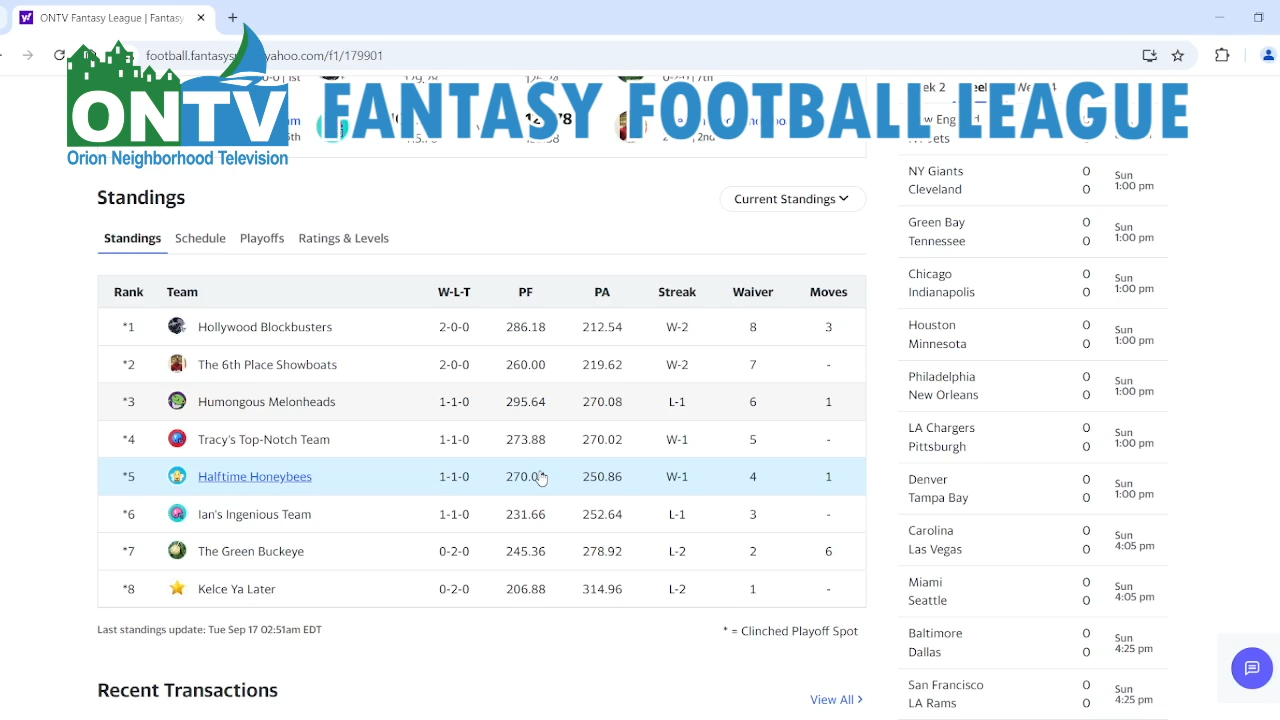 ONTV Fantasy League | Fantasy
football.fantasysp yahoo.com/f1/179901
ONTV
Orion Neighborhood Television
FANTASY FOOTBALL LEAGUE
Standings
Current Standings
Standings Schedule Playoffs Ratings & Levels
Rank Team W-L-T PF PA Streak Waiver Moves
*1 Hollywood Blockbusters 2-0-0 286.18 212.54 W-2 8 3
*2 The 6th Place Showboats 2-0-0 260.00 219.62 W-2 7 -
*3 Humongous Melonheads 1-1-0 295.64 270.08 L-1 6 1
*4 Tracy's Top-Notch Team 1-1-0 273.88 270.02 W-1 5 -
*5 Halftime Honeybees 1-1-0 270.0 250.86 W-1 4 1
*6 Ian's Ingenious Team 1-1-0 231.66 252.64 L-1 3 -
*7 The Green Buckeye 0-2-0 245.36 278.92 L-2 2 6
*8 Kelce Ya Later 0-2-0 206.88 314.96 L-2 1 -
Last standings update: Tue Sep 17 02:51am EDT
* = Clinched Playoff Spot
Recent Transactions
View All
NY Giants 0 Sun
Cleveland 0 1:00 pm
Green Bay 0 Sun
Tennessee 0 1:00 pm
Chicago 0 Sun
Indianapolis 0 1:00 pm
Houston 0 Sun
Minnesota 0 1:00 pm
Philadelphia 0 Sun
New Orleans 0 1:00 pm
LA Chargers 0 Sun
Pittsburgh 0 1:00 pm
Denver 0 Sun
Tampa Bay 0 1:00 pm
Carolina 0 Sun
Las Vegas 0 4:05 pm
Miami 0 Sun
Seattle 0 4:05 pm
Baltimore 0 Sun
Dallas 0 4:25 pm
San Francisco 0 Sun
LA Rams 0 4:25 pm